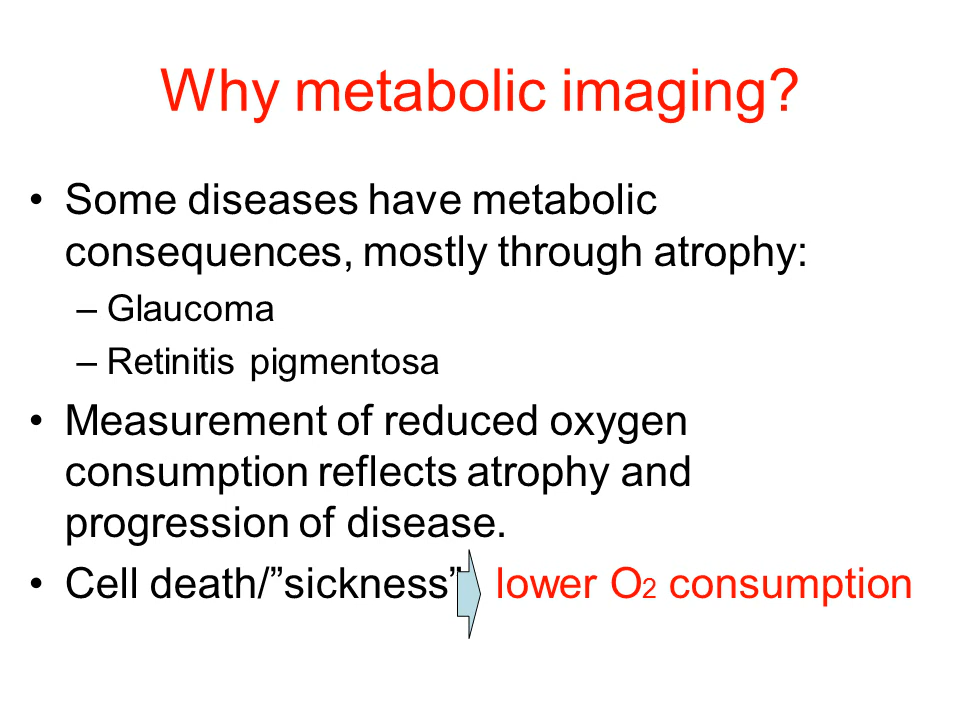 Why metabolic imaging?
• Some diseases have metabolic
consequences, mostly through atrophy:
– Glaucoma
– Retinitis pigmentosa
• Measurement of reduced oxygen
consumption reflects atrophy and
progression of disease.
• Cell death/”sickness” lower O₂ consumption